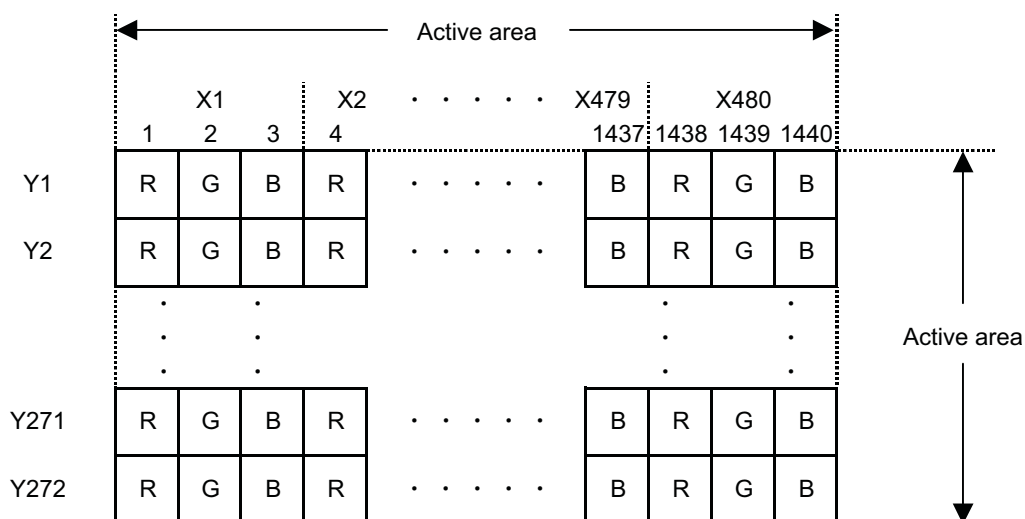 Active area
X1 X2 · · · · · X479 X480
1 2 3 4 1437 1438 1439 1440
Y1 R G B R · · · · · B R G B
Y2 R G B R · · · · · B R G B
Active area
Y271 R G B R · · · · · B R G B
Y272 R G B R · · · · · B R G B